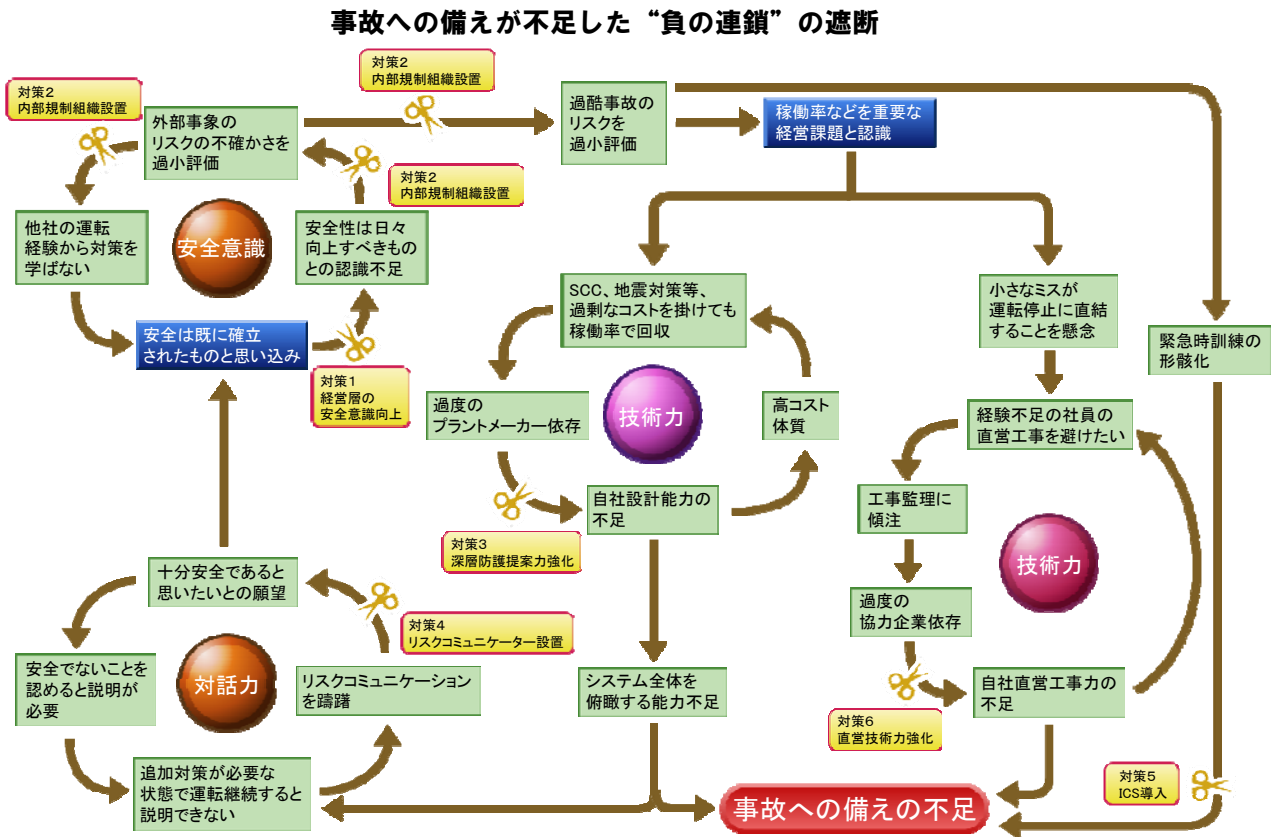 事故への備えが不足した“負の連鎖”の遮断
対策2
内部規制組織設置
対策2
内部規制組織設置
外部事象の
リスクの不確かさを
過小評価
過酷事故の
リスクを
過小評価
稼働率などを重要な
経営課題と認識
対策2
内部規制組織設置
他社の運転
経験から対策を
学ばない
安全意識
安全性は日々
向上すべきもの
との認識不足
安全は既に確立
されたものと思い込み
対策1
経営層の
安全意識向上
SCC、地震対策等、
過剰なコストを掛けても
稼働率で回収
小さなミスが
運転停止に直結
することを懸念
緊急時訓練の
形骸化
過度の
プラントメーカー依存
技術力
高コスト
体質
経験不足の社員の
直営工事を避けたい
自社設計能力の
不足
工事監理に
傾注
対策3
深層防護提案力強化
技術力
十分安全であると
思いたいとの願望
過度の
協力企業依存
対策4
リスクコミュニケーター設置
安全でないことを
認めると説明が
必要
対話力
リスクコミュニケーション
を躊躇
システム全体を
俯瞰する能力不足
自社直営工事力の
不足
対策6
直営技術力強化
追加対策が必要な
状態で運転継続すると
説明できない
事故への備えの不足
対策5
ICS導入